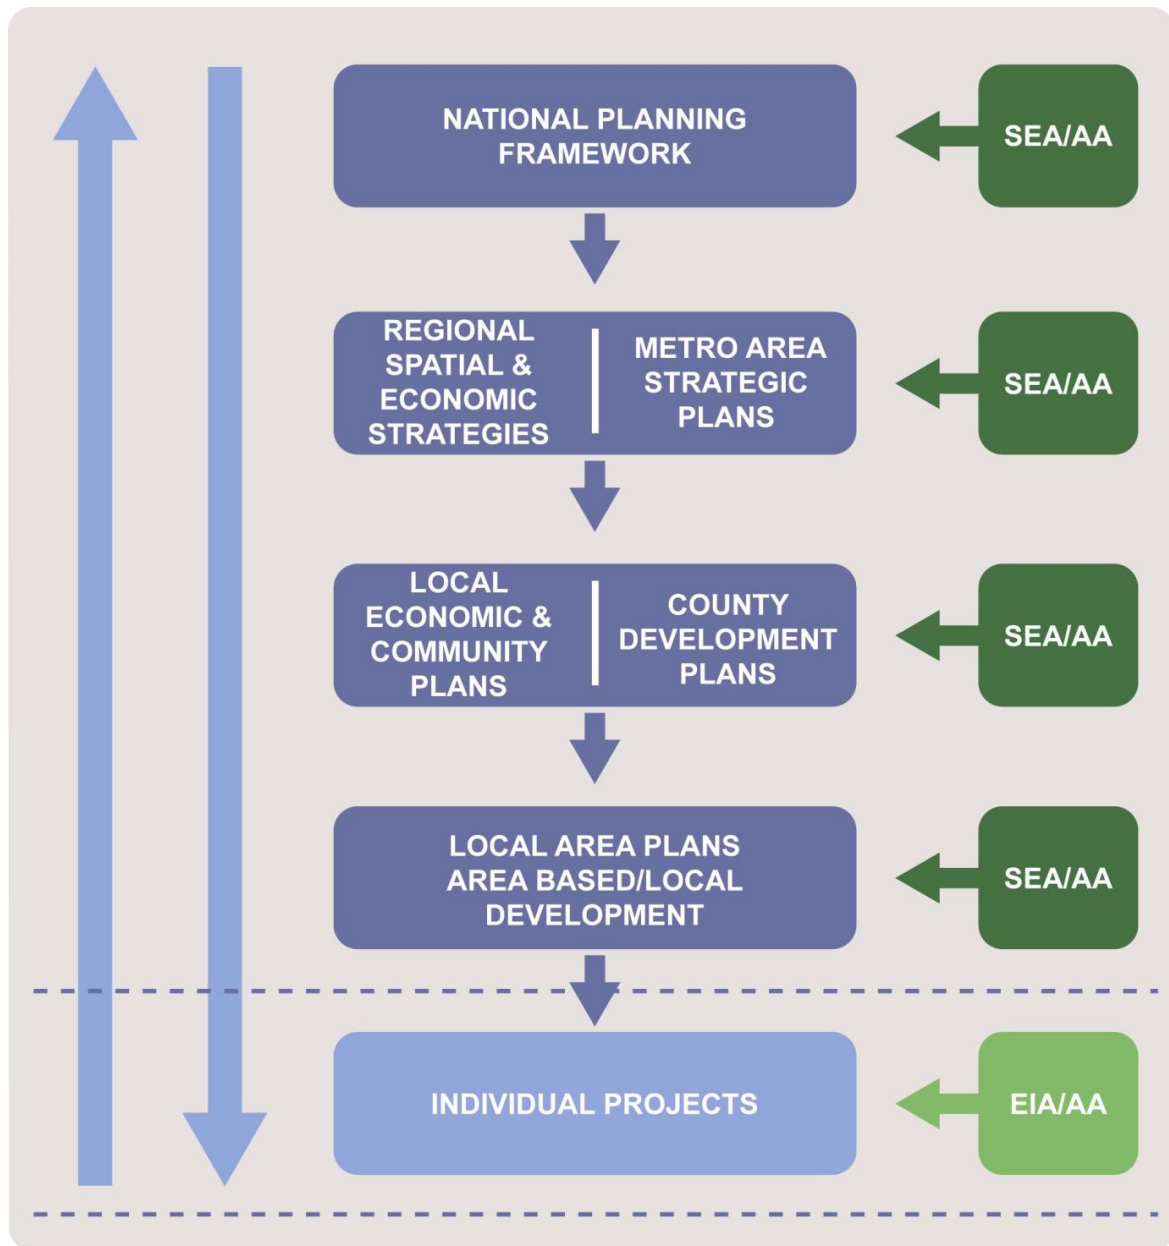 NATIONAL PLANNING
FRAMEWORK
SEA/AA
REGIONAL
SPATIAL &
ECONOMIC
STRATEGIES
METRO AREA
STRATEGIC
PLANS
SEA/AA
LOCAL
ECONOMIC &
COMMUNITY
PLANS
COUNTY
DEVELOPMENT
PLANS
SEA/AA
LOCAL AREA PLANS
AREA BASED/LOCAL
DEVELOPMENT
SEA/AA
INDIVIDUAL PROJECTS
EIA/AA